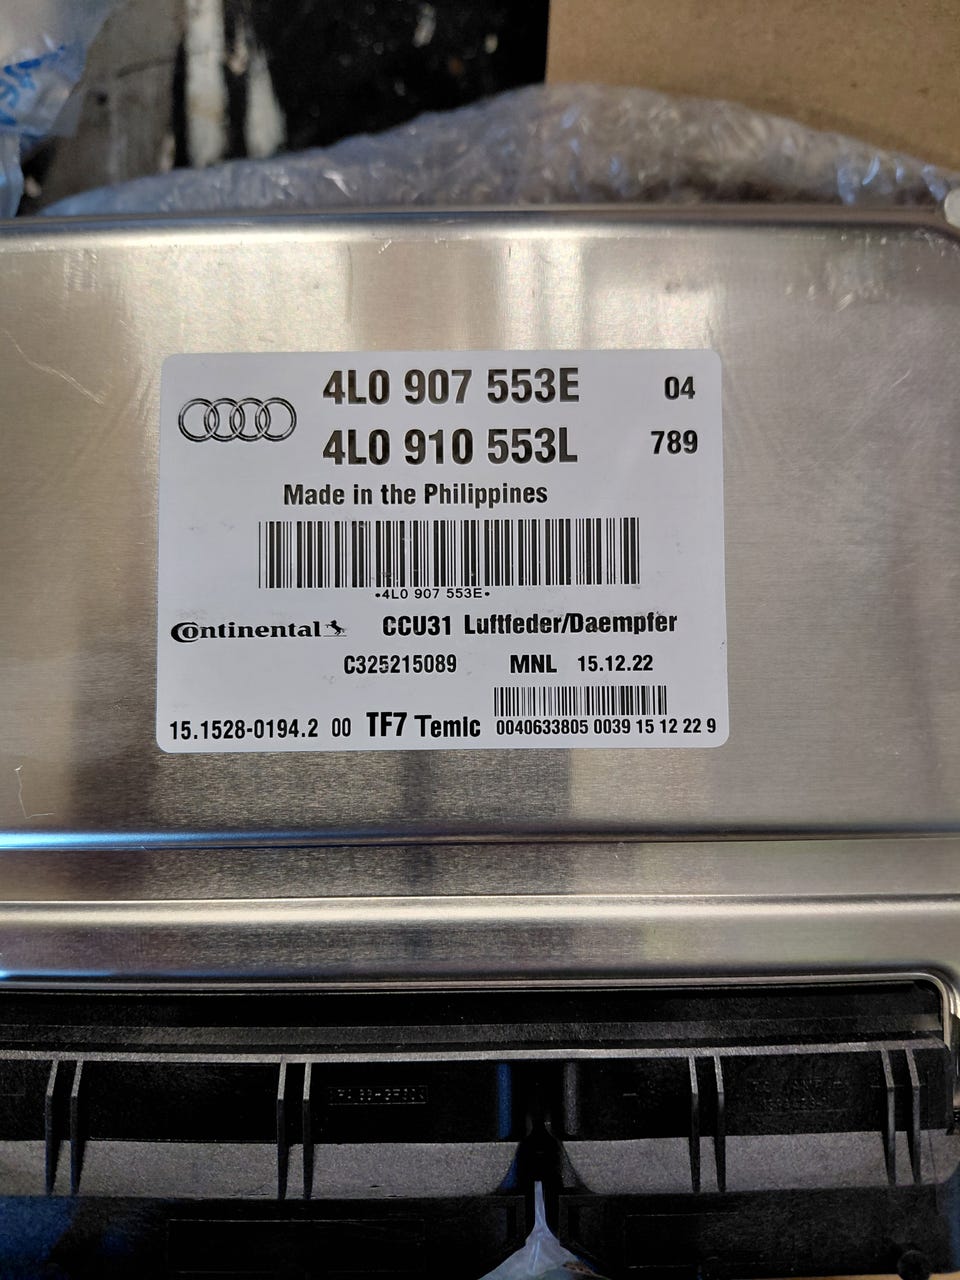 4L0 907 553E 04
4L0 910 553L 789
Made in the Philippines
*4L0 907 553E*
Continental CCU31 Luftfeder/Daempfer
C325215089 MNL 15.12.22
15.1528-0194.2 00 TF7 Temic 0040633805 0039 15 12 22 9